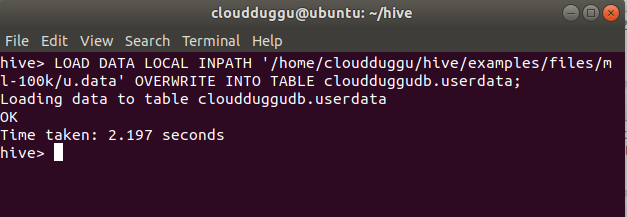 cloudduggu@ubuntu: ~/hive
File Edit View Search Terminal Help
hive> LOAD DATA LOCAL INPATH '/home/cloudduggu/hive/examples/files/m
l-100k/u.data' OVERWRITE INTO TABLE cloudduggudb.userdata;
Loading data to table cloudduggudb.userdata
OK
Time taken: 2.197 seconds
hive>